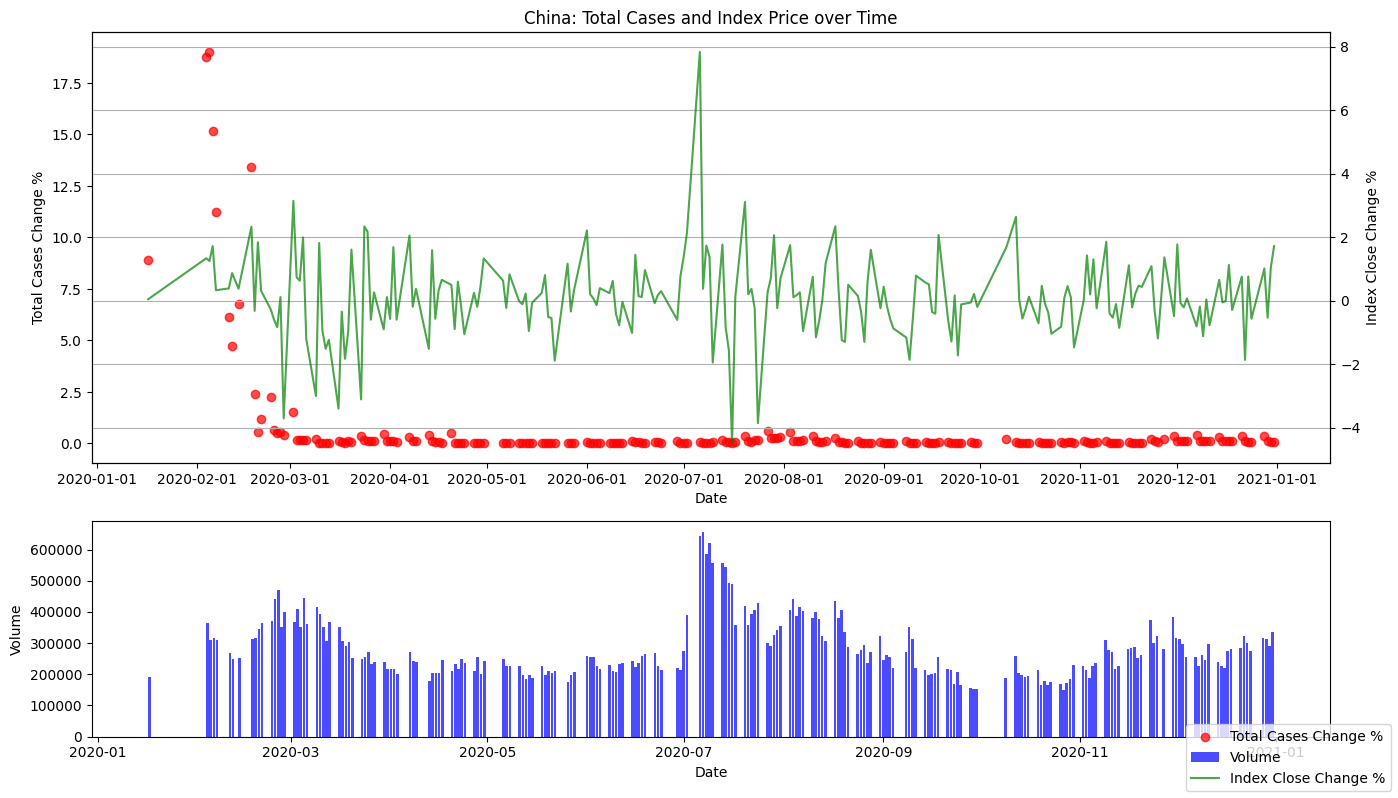 China: Total Cases and Index Price over Time
Total Cases Change %
17.5
15.0
12.5
10.0
7.5
5.0
2.5
0.0
8
6
4
2
0
−2
−4
Index Close Change %
2020-01-01 2020-02-01 2020-03-01 2020-04-01 2020-05-01 2020-06-01 2020-07-01 2020-08-01 2020-09-01 2020-10-01 2020-11-01 2020-12-01 2021-01-01
Date
Volume
600000
500000
400000
300000
200000
100000
0
2020-01 2020-03 2020-05 2020-07 2020-09 2020-11 2021-01
Date
Total Cases Change %
Volume
Index Close Change %